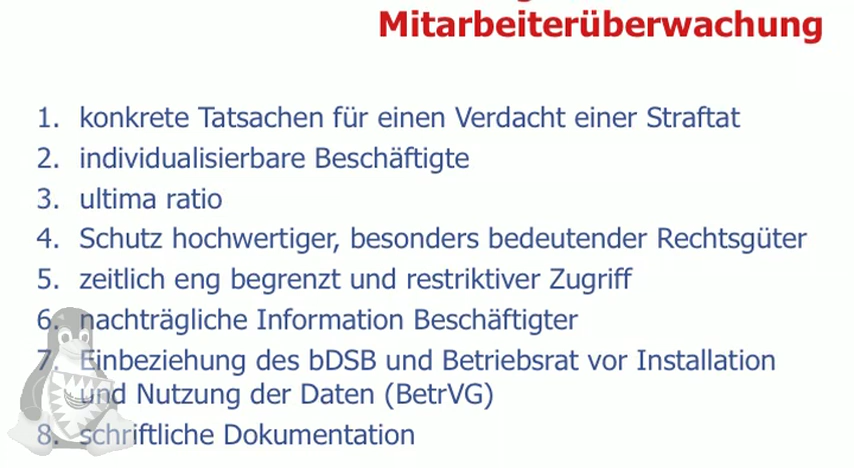 Mitarbeiterüberwachung
1. konkrete Tatsachen für einen Verdacht einer Straftat
2. individualisierbare Beschäftigte
3. ultima ratio
4. Schutz hochwertiger, besonders bedeutender Rechtsgüter
5. zeitlich eng begrenzt und restriktiver Zugriff
6. nachträgliche Information Beschäftigter
7. Einbeziehung des bDSB und Betriebsrat vor Installation
und Nutzung der Daten (BetrVG)
8. schriftliche Dokumentation